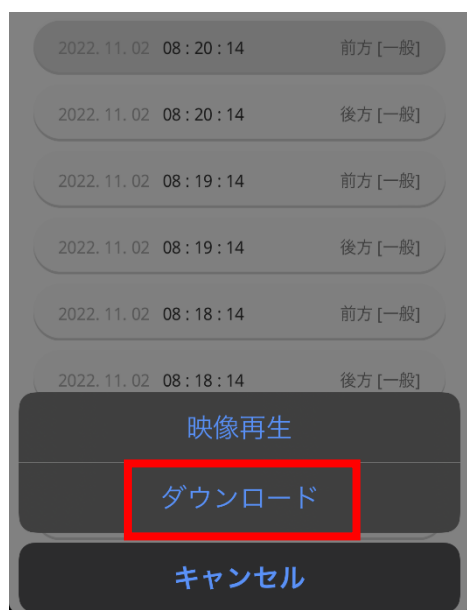 2022. 11. 02 08 : 20 : 14 前方 [一般]
2022. 11. 02 08 : 20 : 14 後方 [一般]
2022. 11. 02 08 : 19 : 14 前方 [一般]
2022. 11. 02 08 : 19 : 14 後方 [一般]
2022. 11. 02 08 : 18 : 14 前方 [一般]
2022. 11. 02 08 : 18 : 14 後方 [一般]
映像再生
ダウンロード
キャンセル